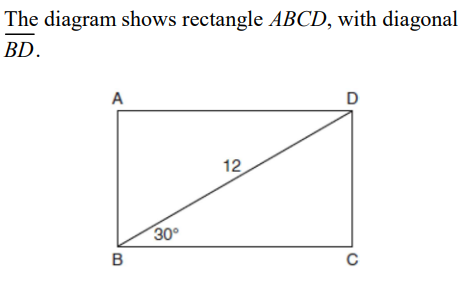 The diagram shows rectangle ABCD, with diagonal
BD.
A D
12
30°
B C